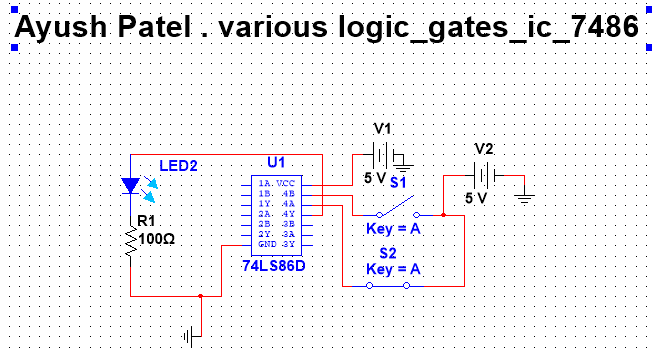 Ayush Patel . various logic_gates_ic_7486
V1
V2
LED2
U1
5 V
S1
5 V
1A. VCC
1B. .4B
1Y. .4A
2A. .4Y
2B. .3B
2Y. .3A
GND 3Y
R1
100Ω
Key = A
S2
74LS86D
Key = A